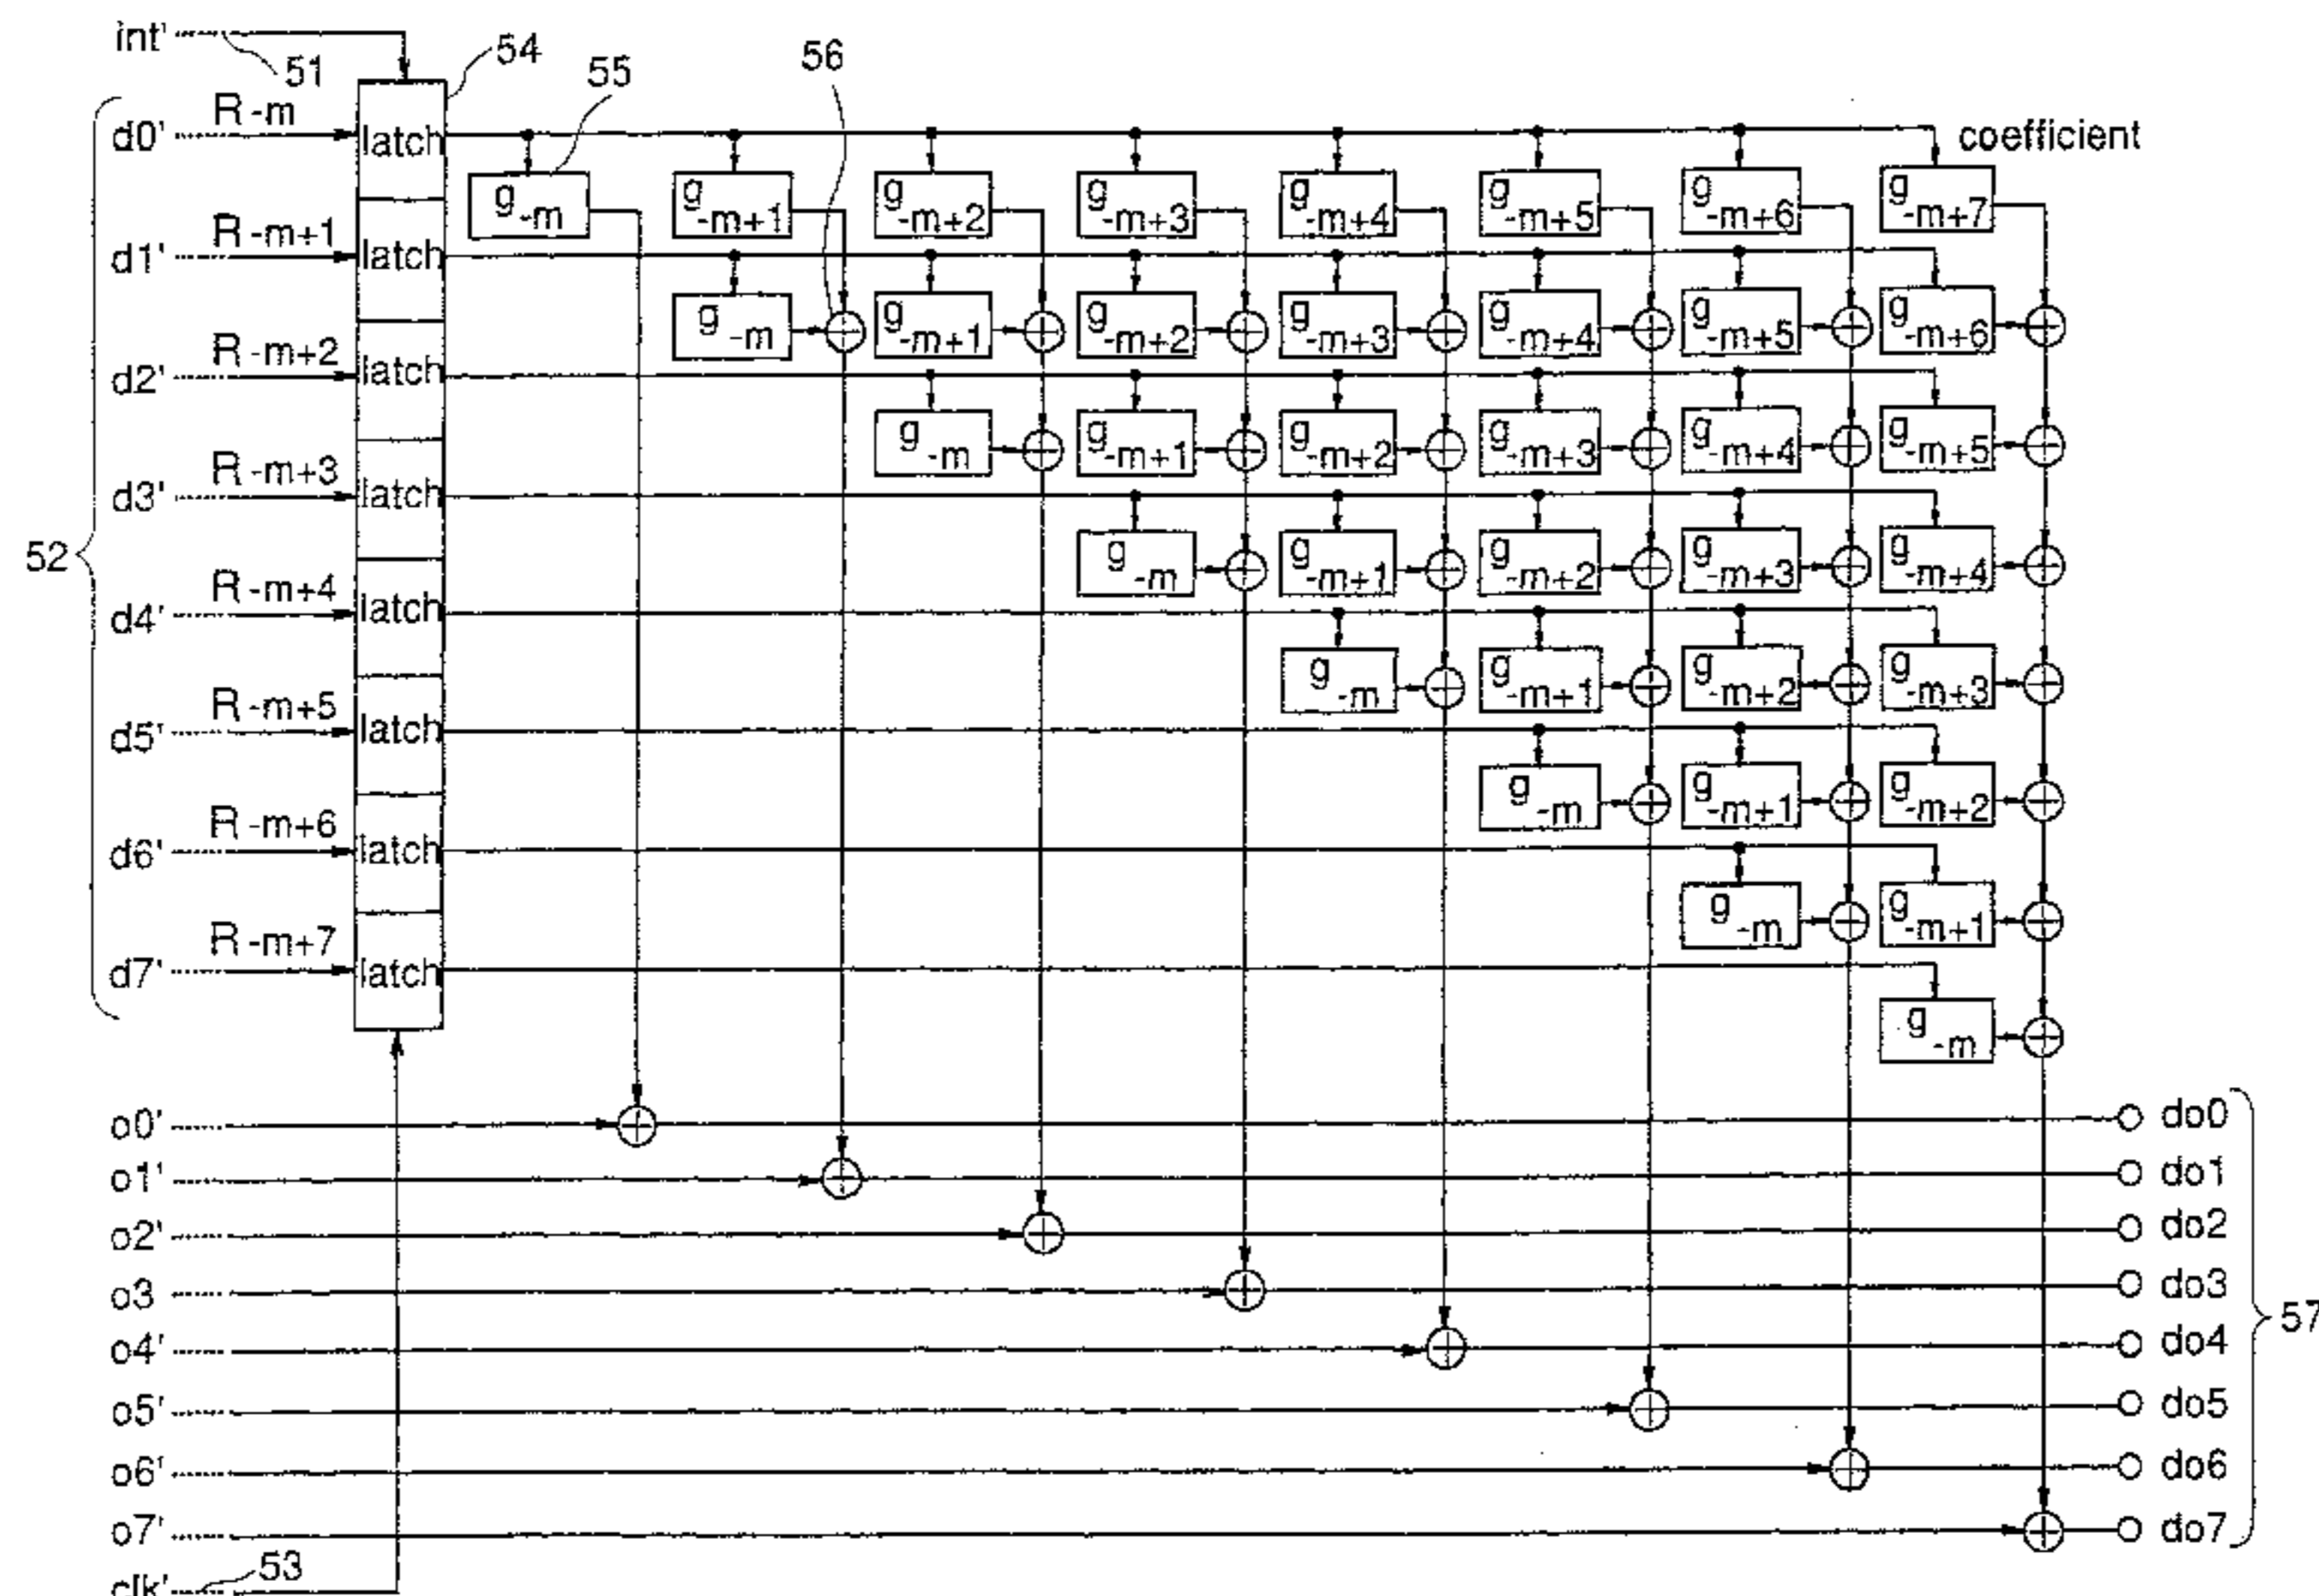 int'
51
54
55
56
52
d0' R-m latch coefficient
g-m g-m+1 g-m+2 g-m+3 g-m+4 g-m+5 g-m+6 g-m+7
d1' R-m+1 latch
g-m g-m+1 g-m+2 g-m+3 g-m+4 g-m+5 g-m+6
d2' R-m+2 latch
g-m g-m+1 g-m+2 g-m+3 g-m+4 g-m+5
d3' R-m+3 latch
g-m g-m+1 g-m+2 g-m+3 g-m+4
d4' R-m+4 latch
g-m g-m+1 g-m+2 g-m+3
d5' R-m+5 latch
g-m g-m+1 g-m+2
d6' R-m+6 latch
g-m g-m+1
d7' R-m+7 latch
g-m
o0' do0
o1' do1
o2' do2
o3 do3
o4' do4
57
o5' do5
o6' do6
o7' do7
clk' 53